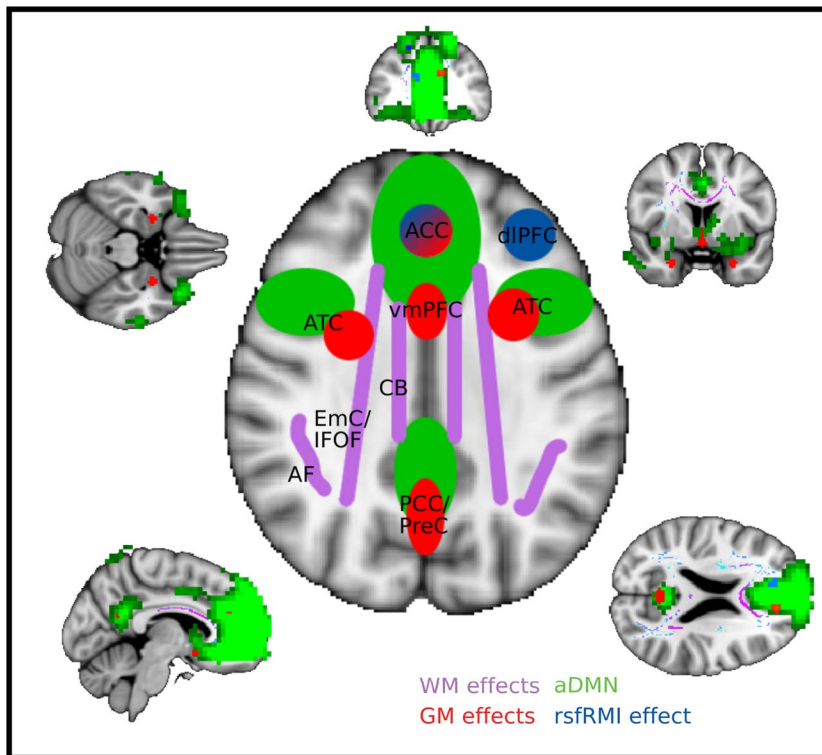 ACC
dlPFC
ATC
vmPFC
ATC
CB
EmC/
IFOF
AF
PCC/
PreC
WM effects
aDMN
GM effects
rsfRMI effect